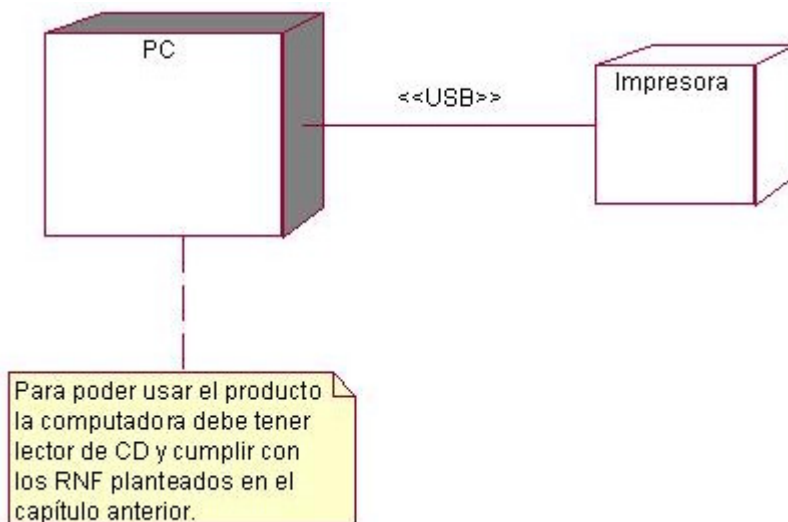 PC
<<USB>>
Impresora
Para poder usar el producto
la computadora debe tener
lector de CD y cumplir con
los RNF planteados en el
capítulo anterior.